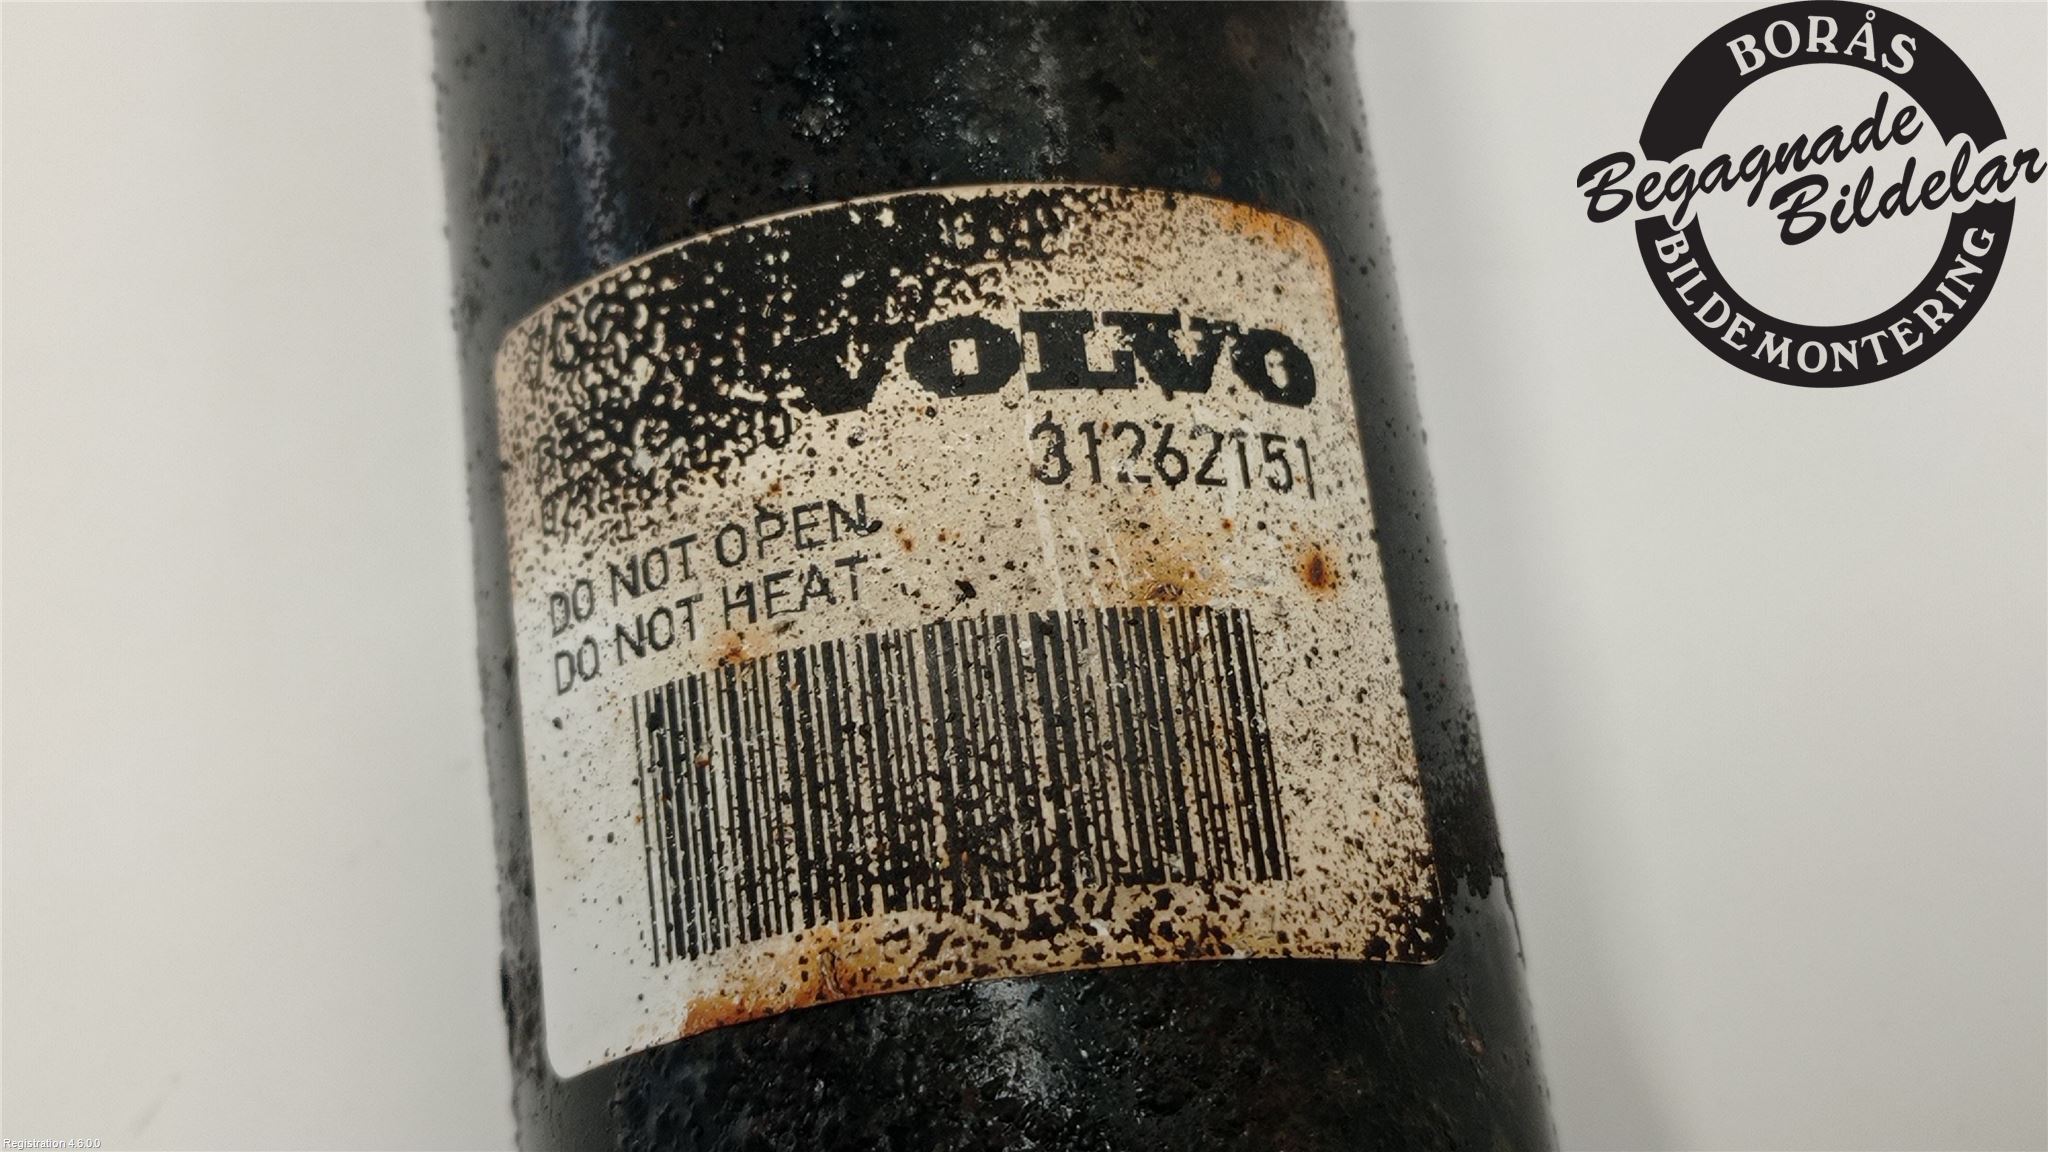 VOLVO
31262151
DO NOT OPEN
DO NOT HEAT
BORÅS
Begagnade
Bildelar
BILDEMONTERING
Registration 4.6.0.0